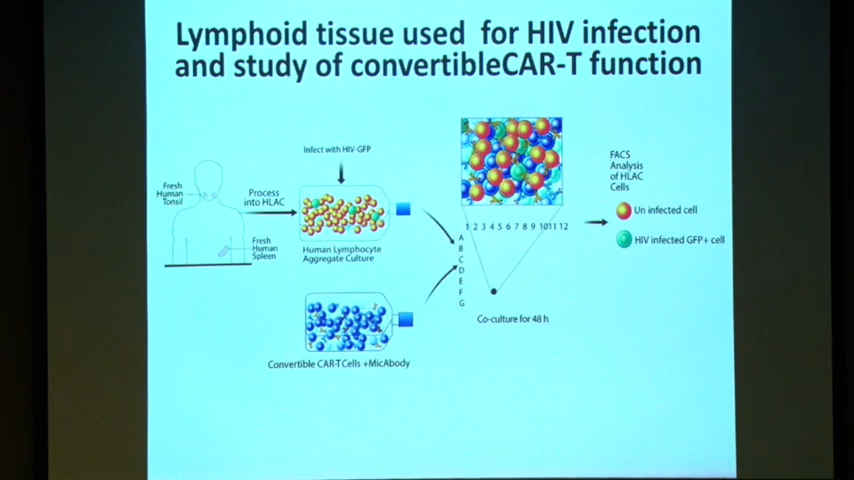 Lymphoid tissue used for HIV infection
and study of convertibleCAR-T function
Infect with HIV-GFP
Fresh
Human
Tonsil
Process
into HLAC
Fresh
Human
Spleen
Human Lymphocyte
Aggregate Culture
Convertible CAR-T Cells +MicAbody
1 2 3 4 5 6 7 8 9 10 11 12
A
B
C
D
E
F
G
Co-culture for 48 h
FACS
Analysis
of HLAC
Cells
Un infected cell
HIV infected GFP+ cell